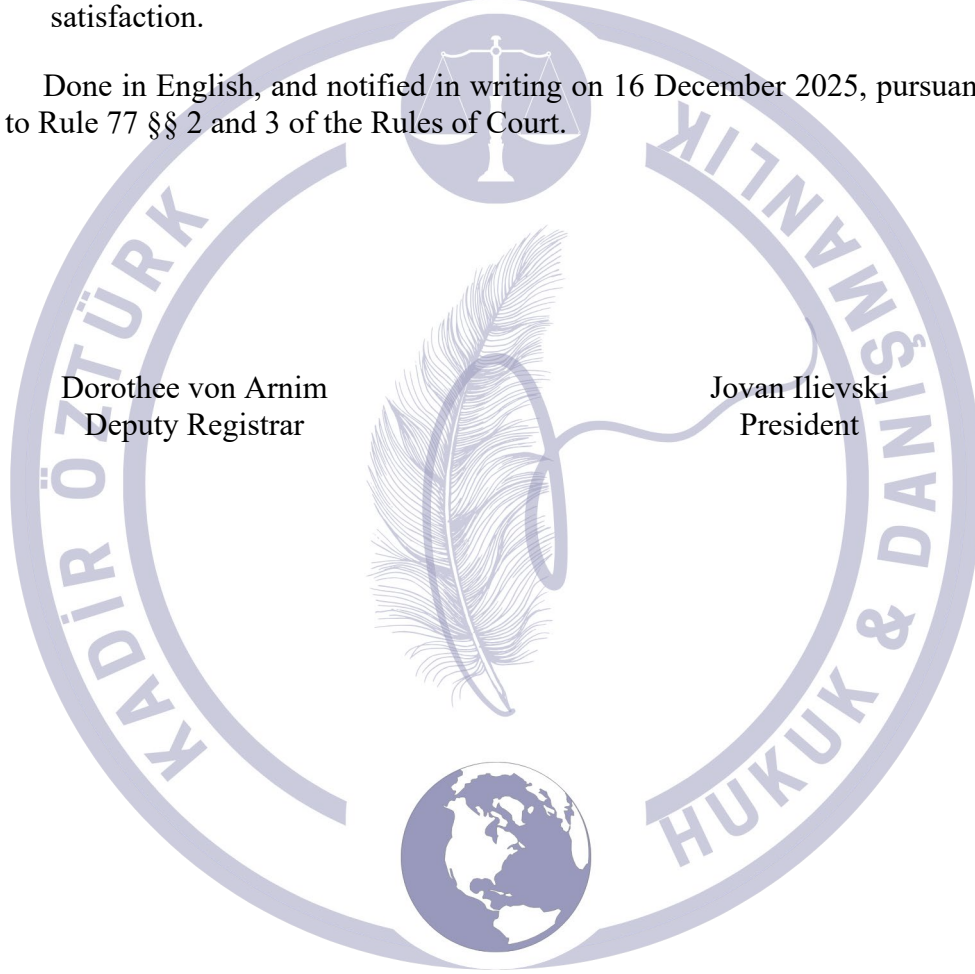 satisfaction.
Done in English, and notified in writing on 16 December 2025, pursuan
to Rule 77 §§ 2 and 3 of the Rules of Court.
Dorothee von Arnim
Deputy Registrar
Jovan Ilievski
President
KADİR ÖZTÜRK
HUKUK & DANIŞMANLIK